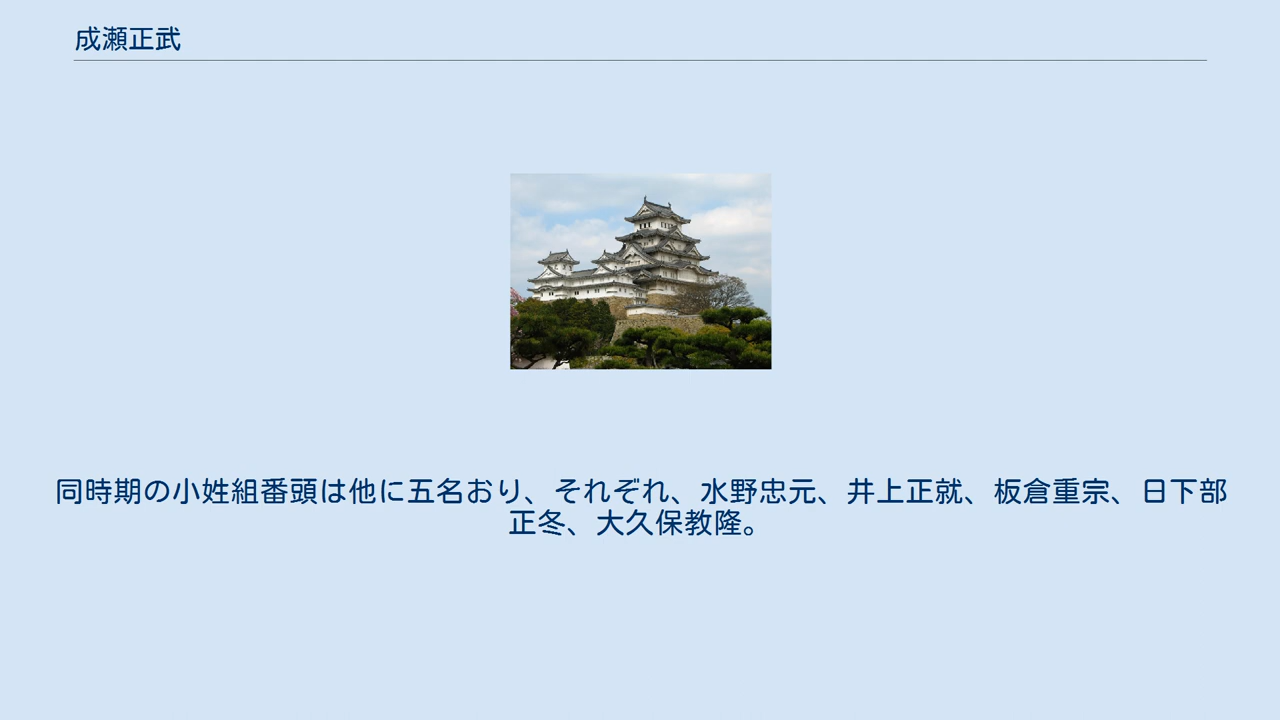 成瀬正武
同時期の小姓組番頭は他に五名おり、それぞれ、水野忠元、井上正就、板倉重宗、日下部
正冬、大久保教隆。